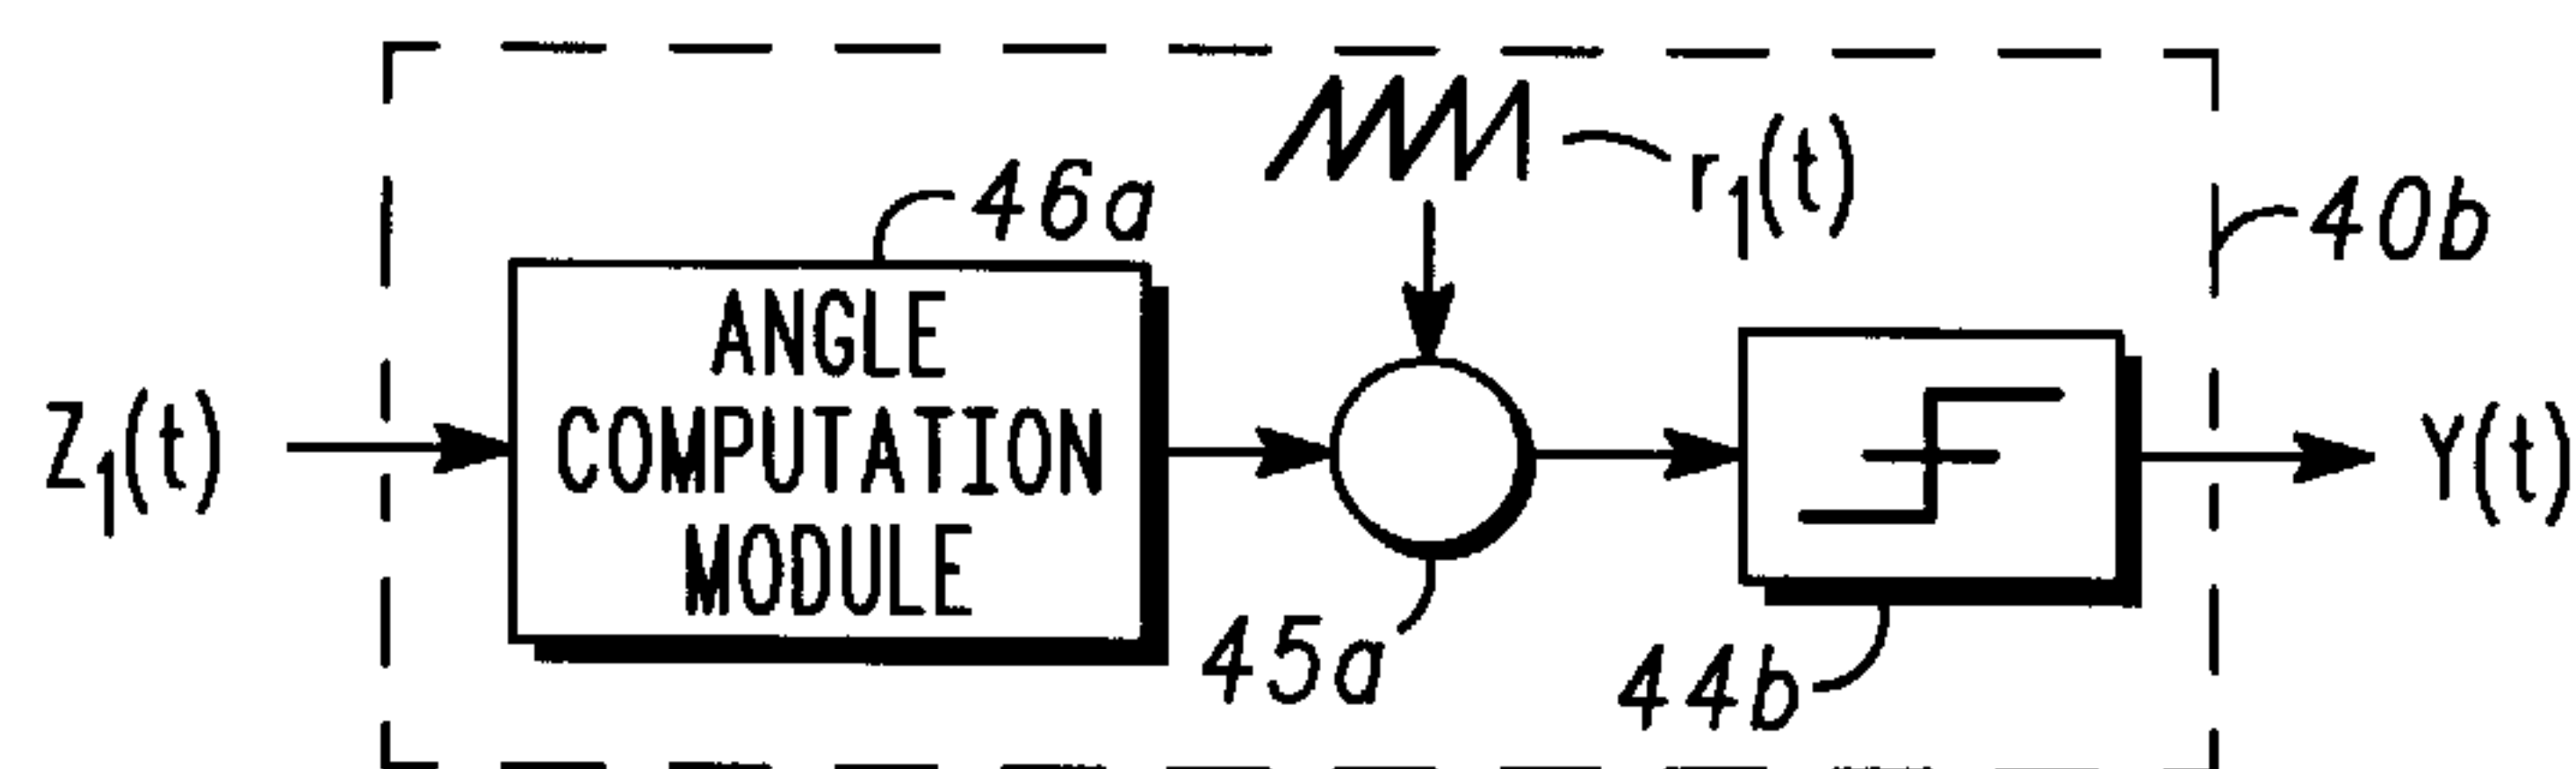 r₁(t)
46a
40b
ANGLE
COMPUTATION
MODULE
Z₁(t)
Y(t)
45a
44b